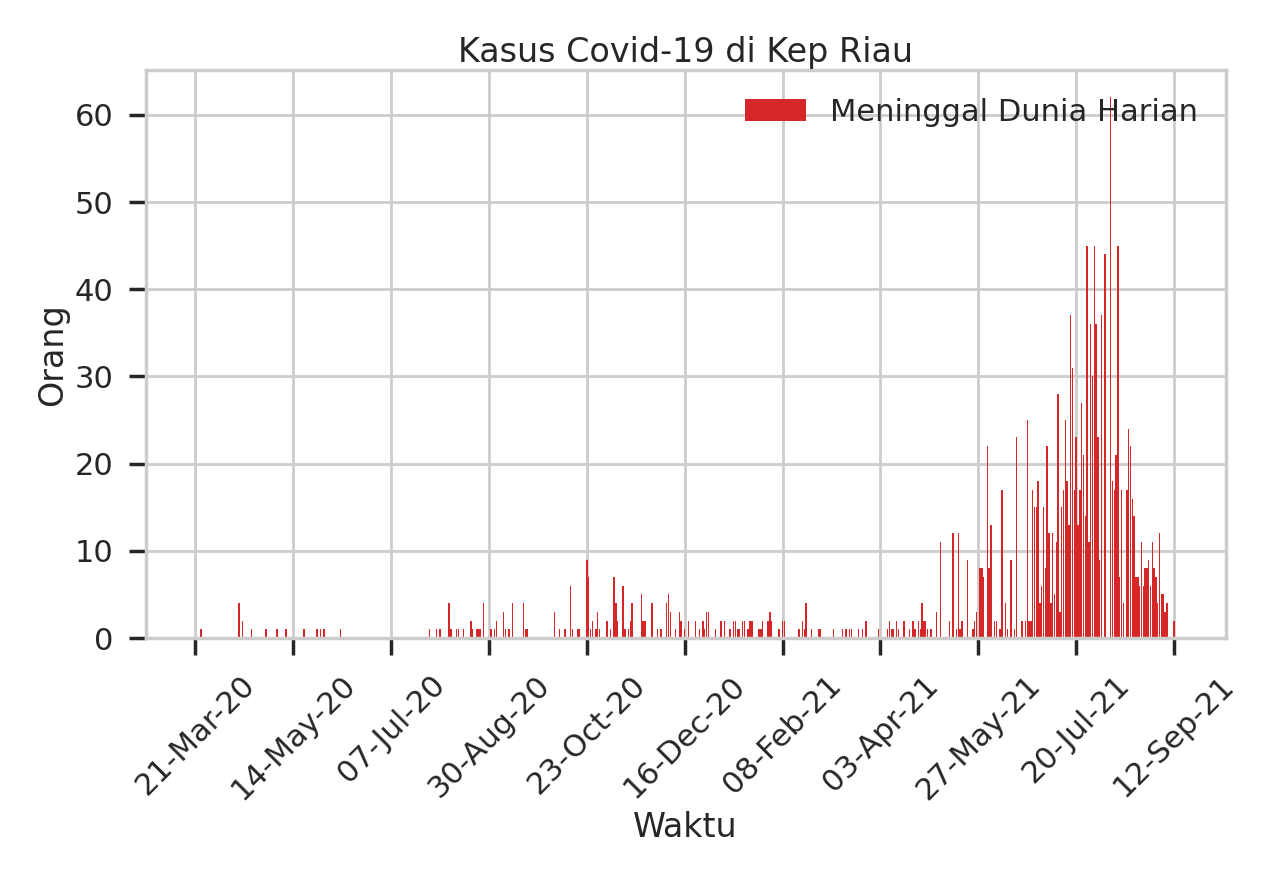 Kasus Covid-19 di Kep Riau
Meninggal Dunia Harian
60
50
40
30
20
10
0
Orang
21-Mar-20
14-May-20
07-Jul-20
30-Aug-20
23-Oct-20
16-Dec-20
08-Feb-21
03-Apr-21
27-May-21
20-Jul-21
12-Sep-21
Waktu